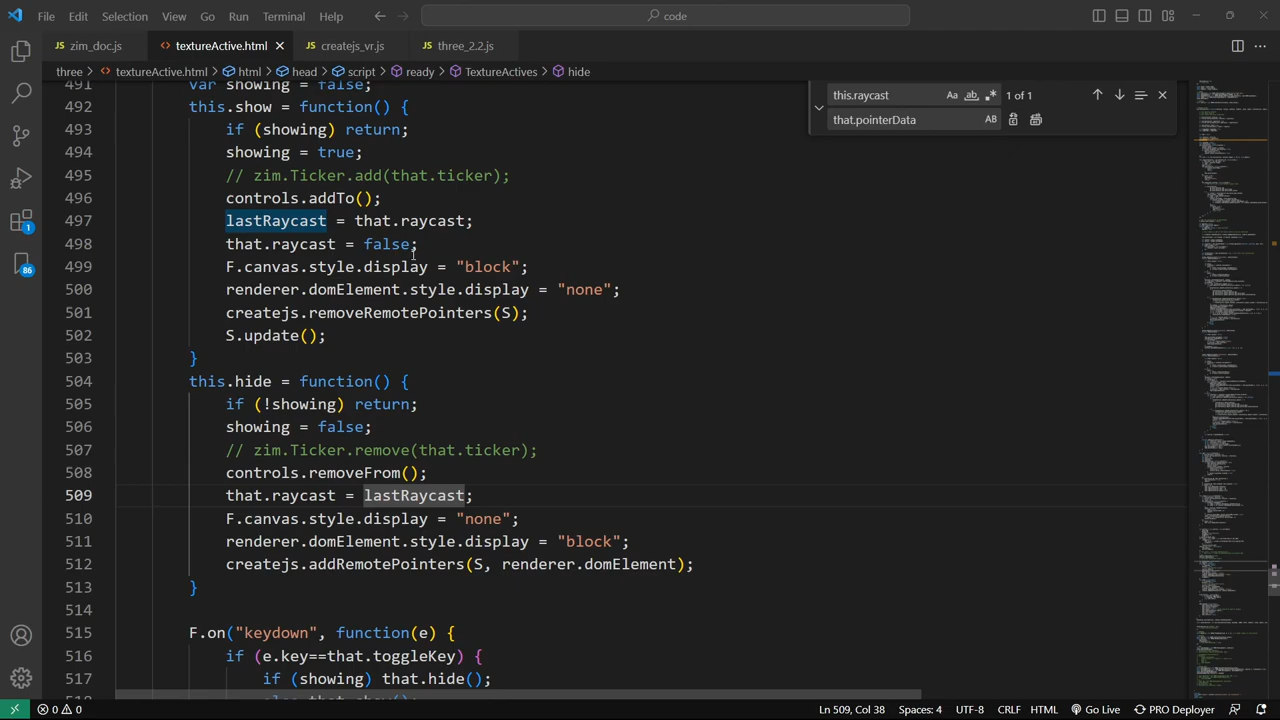 File Edit Selection View Go Run Terminal Help
code
zim_doc.js textureActive.html createjs_vr.js three_2.2.js
three > textureActive.html > html > head > script > ready > TextureActives > hide
this.raycast Aa ab 1 of 1
that.pointerData AB
491 var showing = false;
492 this.show = function() {
493 if (showing) return;
494 showing = true;
495 // zim.Ticker.add(that.ticker);
496 controls.addTo();
497 lastRaycast = that.raycast;
498 that.raycast = false;
499 F.canvas.style.display = "block";
500 renderer.domElement.style.display = "none";
501 createjs.removeRemotePointers(S);
502 S.update();
503 }
504 this.hide = function() {
505 if (!showing) return;
506 showing = false;
507 // zim.Ticker.remove(that.ticker);
508 controls.removeFrom();
509 that.raycast = lastRaycast;
510 F.canvas.style.display = "none";
511 renderer.domElement.style.display = "block";
512 createjs.remotePointers(S, renderer.domElement);
513 }
514
515 F.on("keydown", function(e) {
516 if (e.key==that.toggleKey) {
517 if (showing) that.hide();
518 else that.show();
1
86
0 0 Ln 509, Col 38 Spaces: 4 UTF-8 CRLF HTML Go Live PRO Deployer